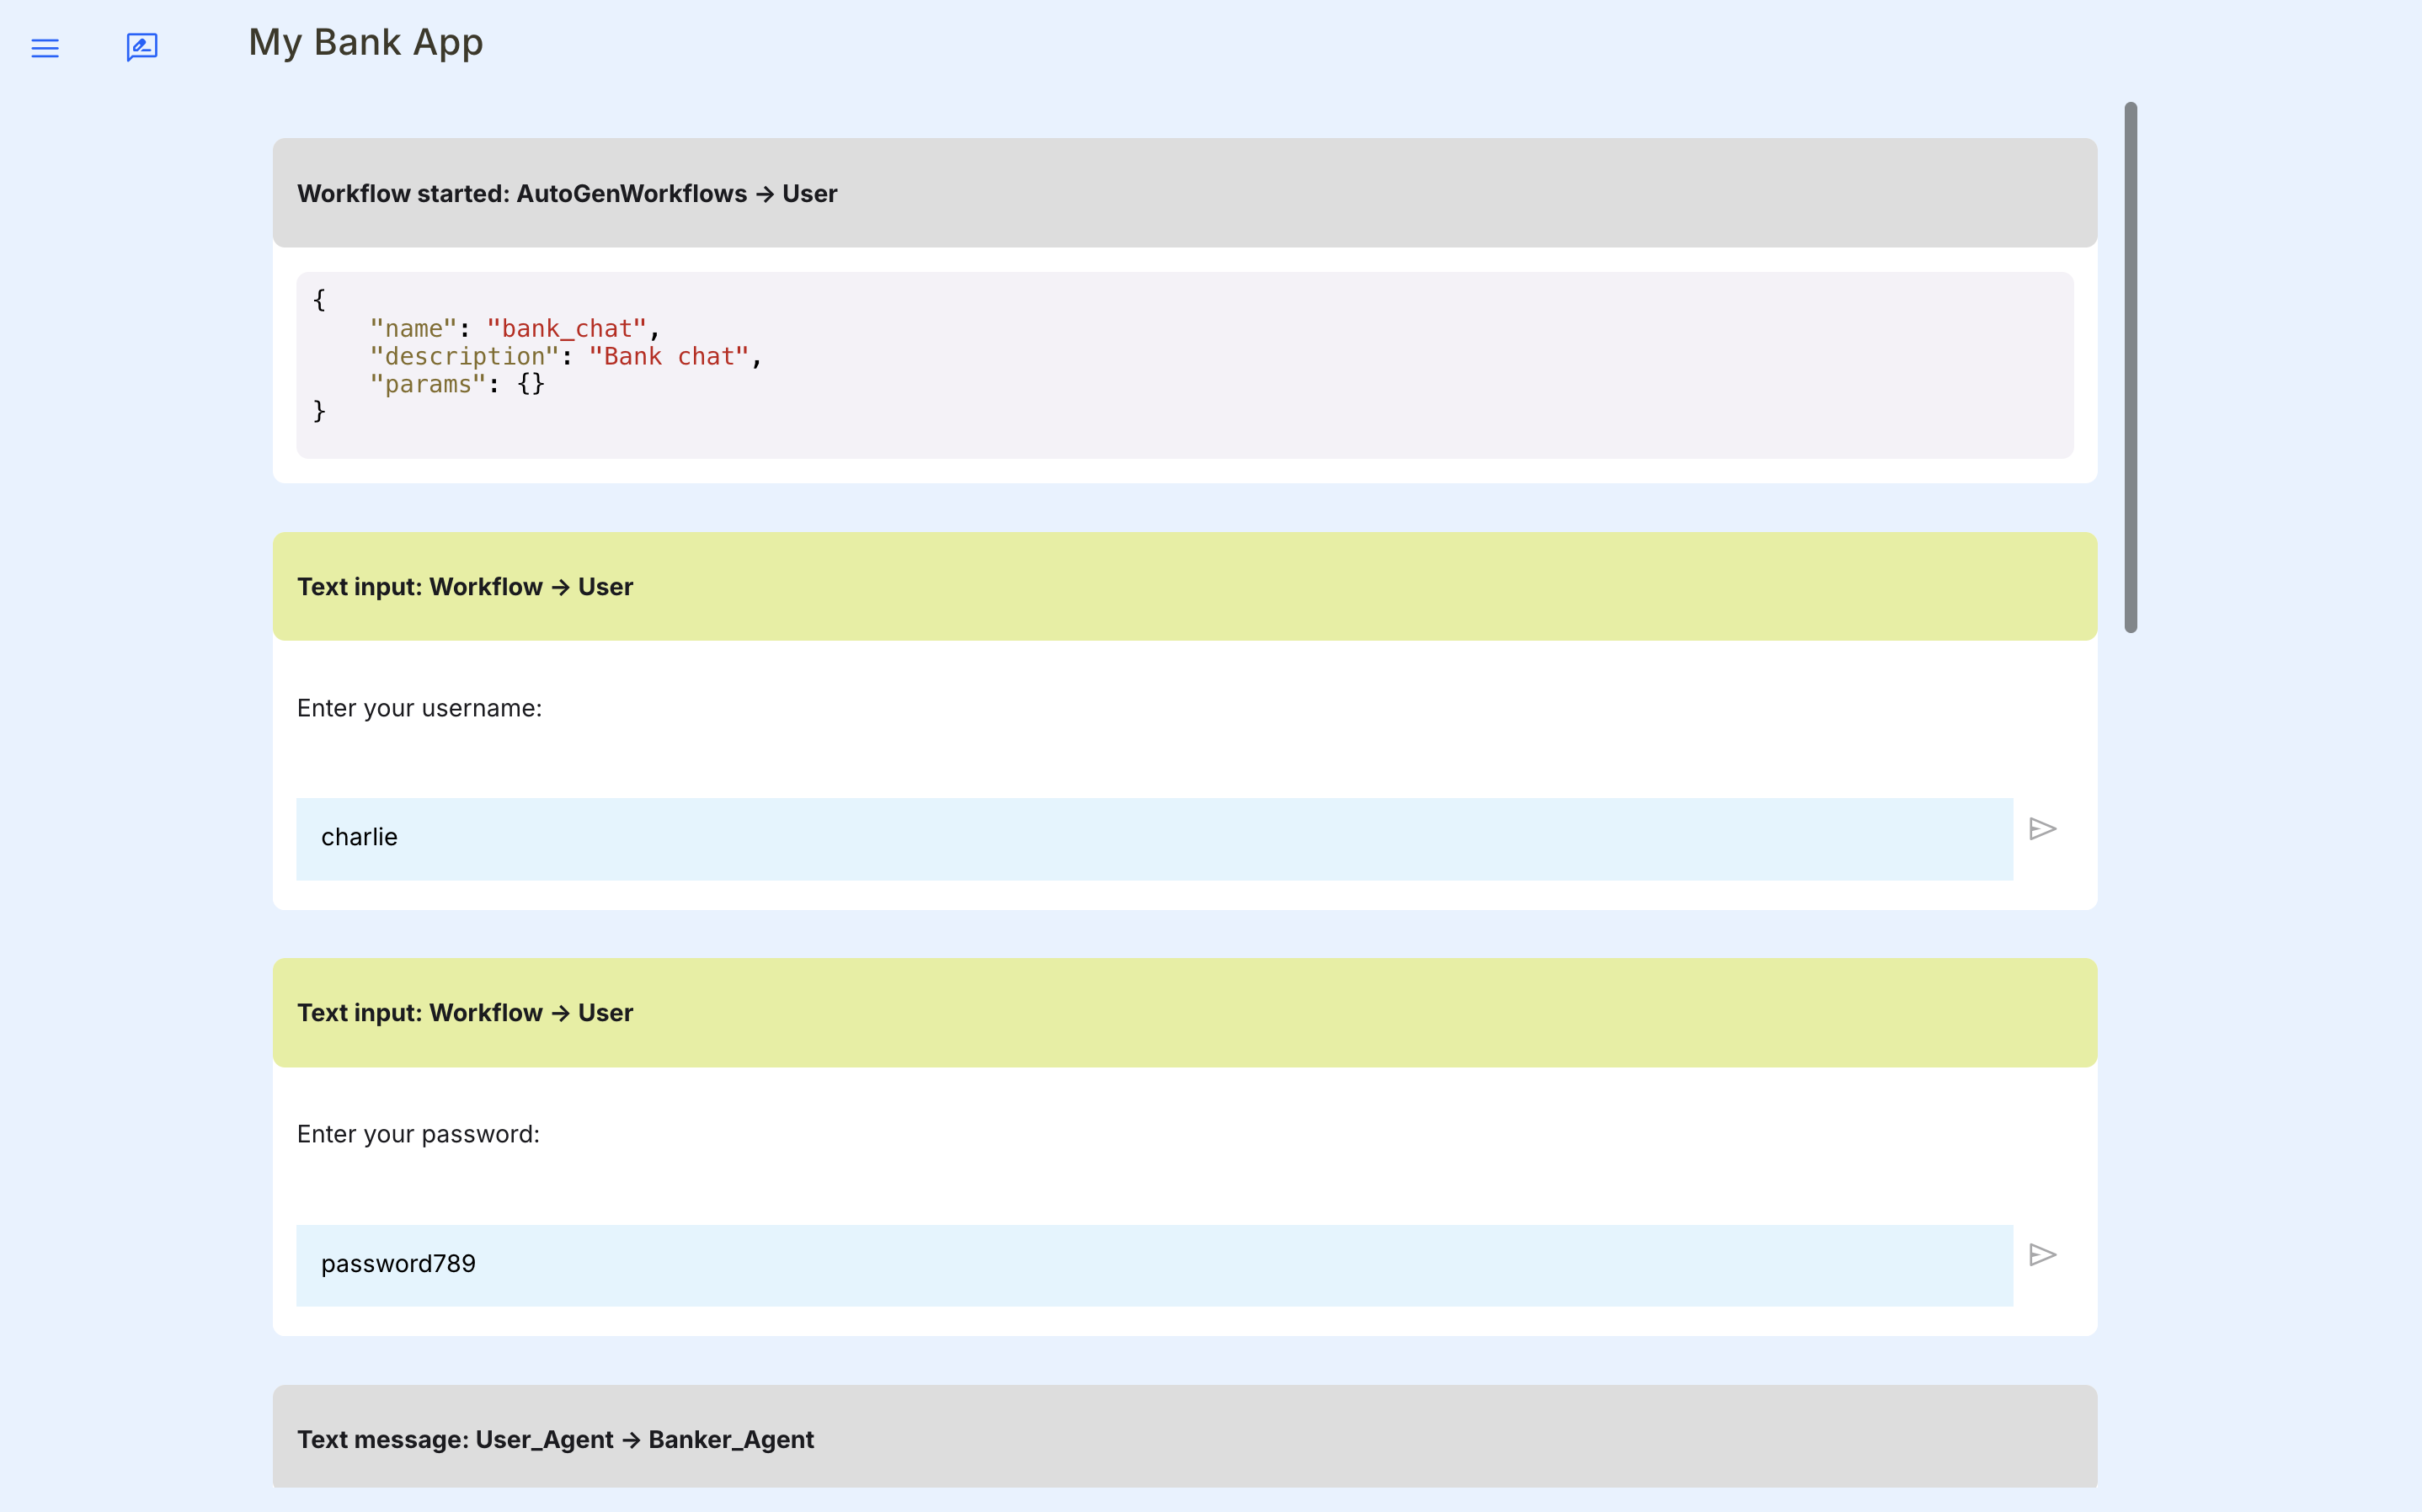 My Bank App
Workflow started: AutoGenWorkflows → User
{
    "name": "bank_chat",
    "description": "Bank chat",
    "params": {}
}
Text input: Workflow → User
Enter your username:
charlie
Text input: Workflow → User
Enter your password:
password789
Text message: User_Agent → Banker_Agent